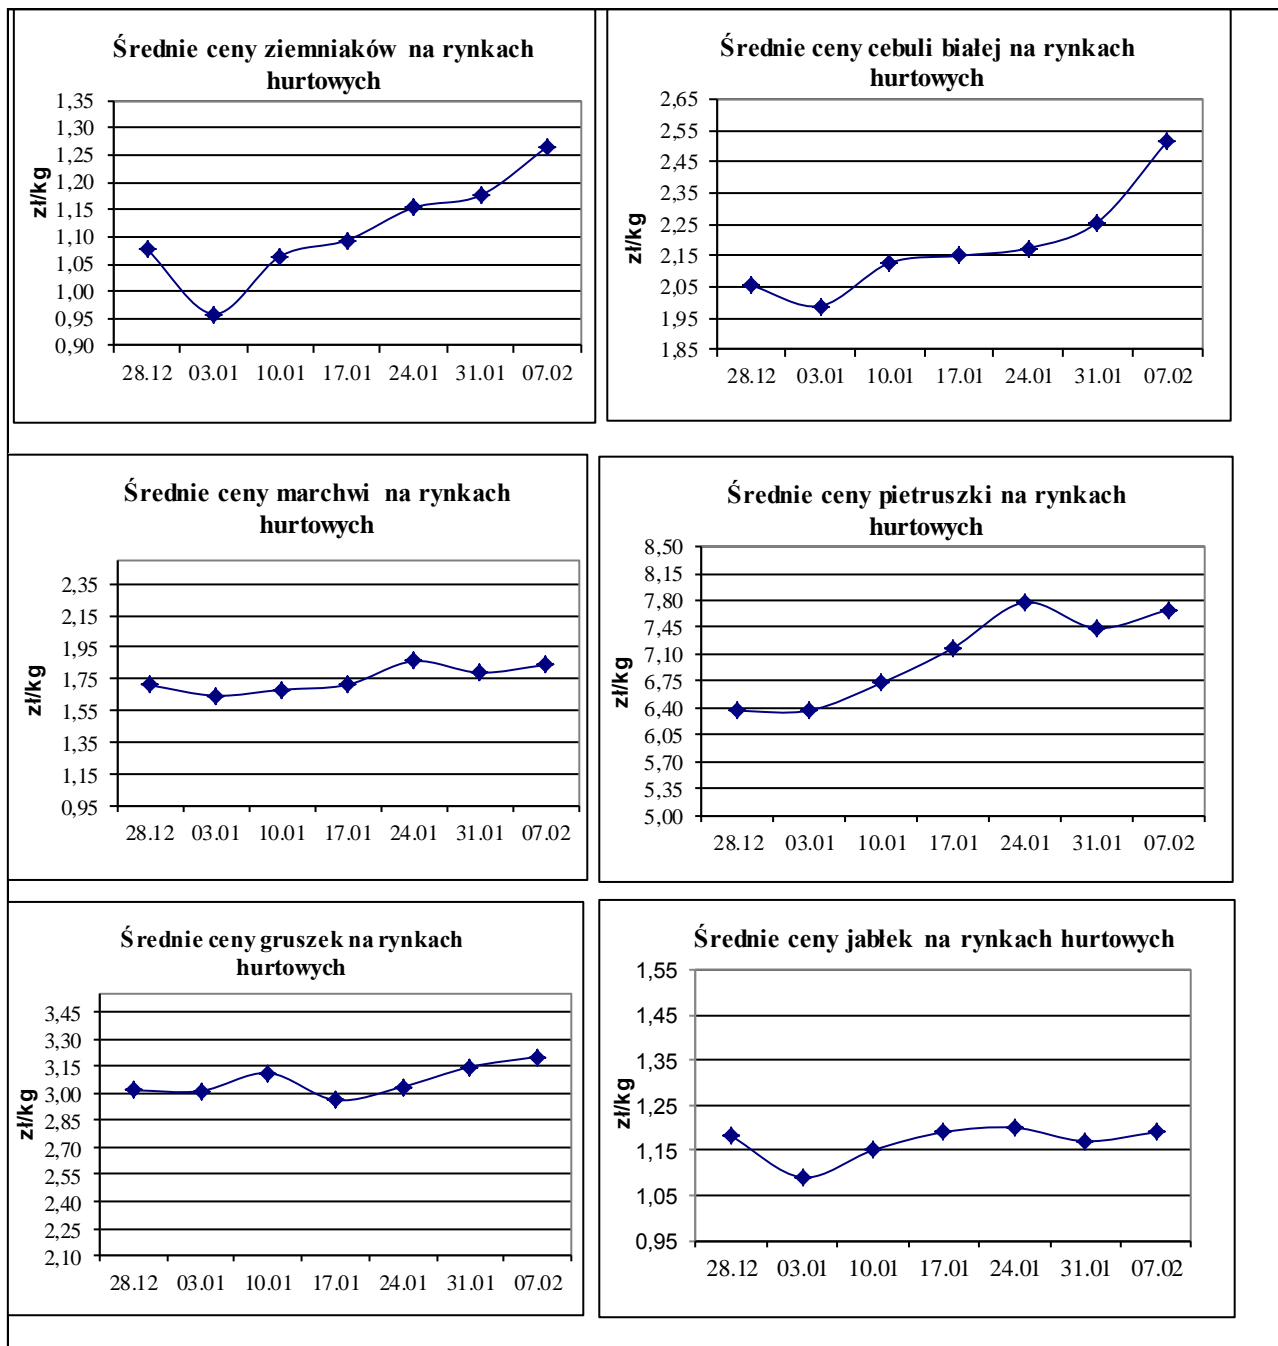 Średnie ceny ziemniaków na rynkach
hurtowych
1,35
1,30
1,25
1,20
1,15
1,10
1,05
1,00
0,95
0,90
zł/kg
28.12 03.01 10.01 17.01 24.01 31.01 07.02
Średnie ceny cebuli białej na rynkach
hurtowych
2,65
2,55
2,45
2,35
2,25
2,15
2,05
1,95
1,85
zł/kg
28.12 03.01 10.01 17.01 24.01 31.01 07.02
Średnie ceny marchwi na rynkach
hurtowych
2,35
2,15
1,95
1,75
1,55
1,35
1,15
0,95
zł/kg
28.12 03.01 10.01 17.01 24.01 31.01 07.02
Średnie ceny pietruszki na rynkach
hurtowych
8,50
8,15
7,80
7,45
7,10
6,75
6,40
6,05
5,70
5,35
5,00
zł/kg
28.12 03.01 10.01 17.01 24.01 31.01 07.02
Średnie ceny gruszek na rynkach
hurtowych
3,45
3,30
3,15
3,00
2,85
2,70
2,55
2,40
2,25
2,10
zł/kg
28.12 03.01 10.01 17.01 24.01 31.01 07.02
Średnie ceny jabłek na rynkach hurtowych
1,55
1,45
1,35
1,25
1,15
1,05
0,95
zł/kg
28.12 03.01 10.01 17.01 24.01 31.01 07.02